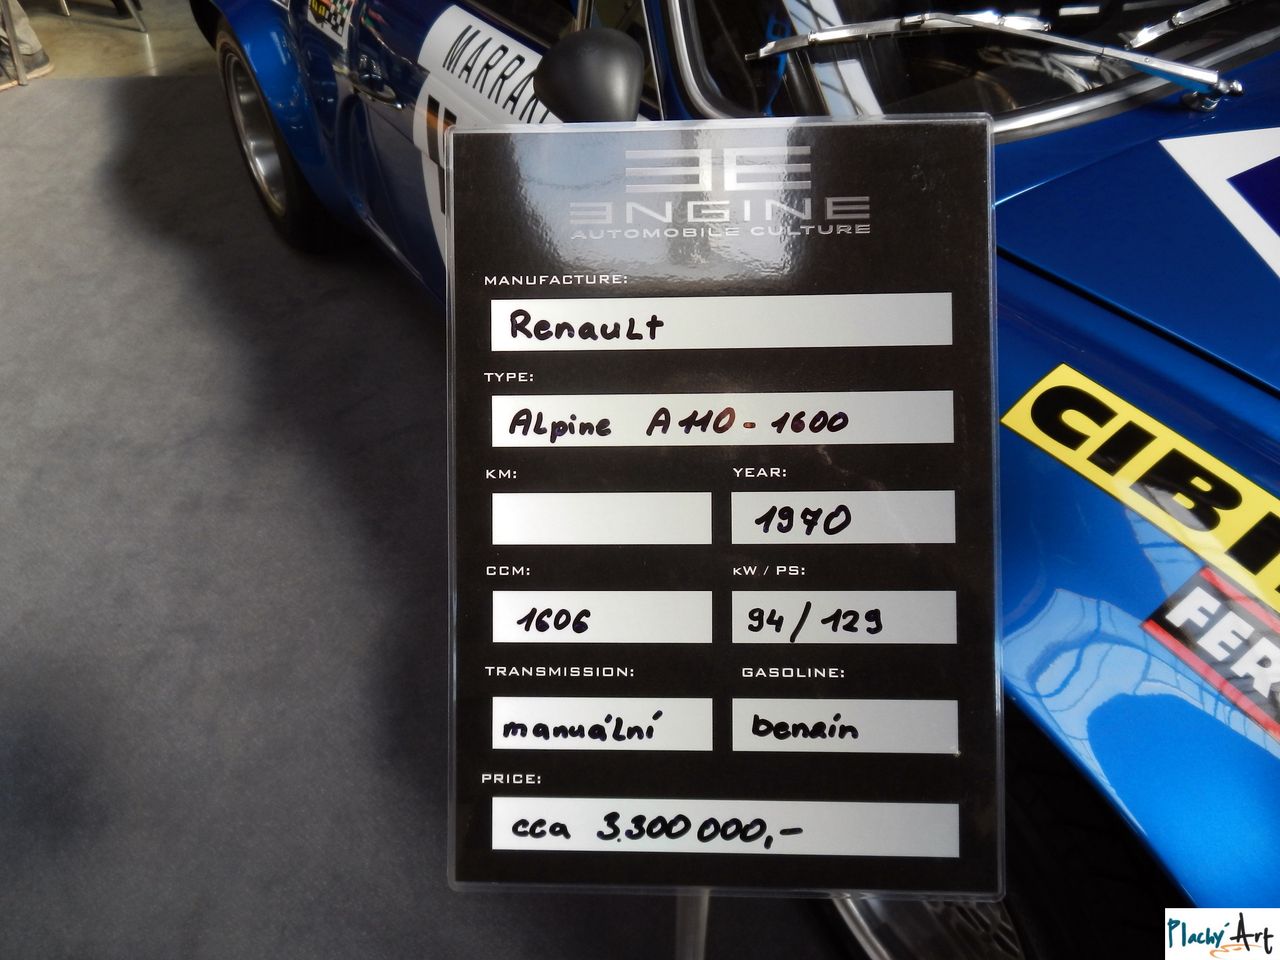 MARRAK
ENGINE
AUTOMOBILE CULTURE
MANUFACTURE:
Renault
TYPE:
Alpine A110 - 1600
KM:
YEAR:
1970
CCM:
kW / PS:
1606
94/129
TRANSMISSION:
GASOLINE:
manuální
benzin
PRICE:
cca 3.300 000,-
CIBI
FER
Plachý Art